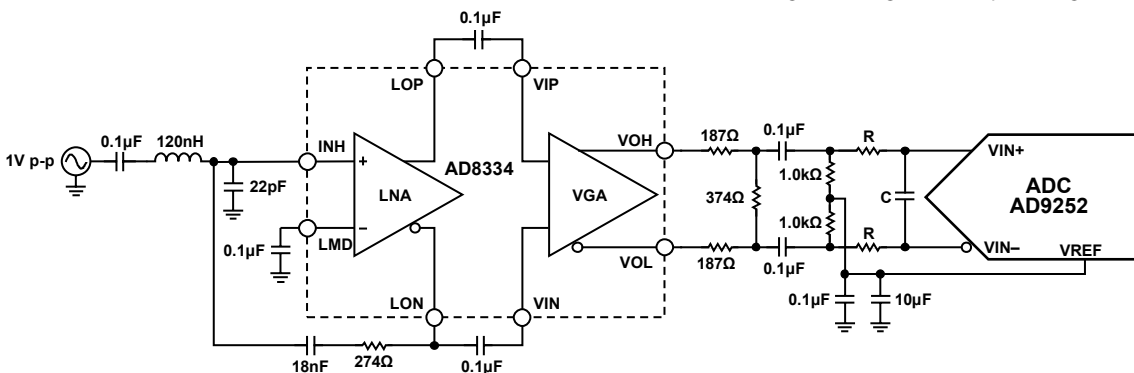 0.1µF
LOP
VIP
0.1µF
120nH
1V p-p
INH
22pF
LMD
0.1µF
LNA
AD8334
VGA
LON
VIN
18nF
274Ω
0.1µF
VOH
VOL
187Ω
187Ω
374Ω
0.1µF
0.1µF
1.0kΩ
1.0kΩ
R
R
C
VIN+
ADC
AD9252
VIN–
VREF
0.1µF
10µF